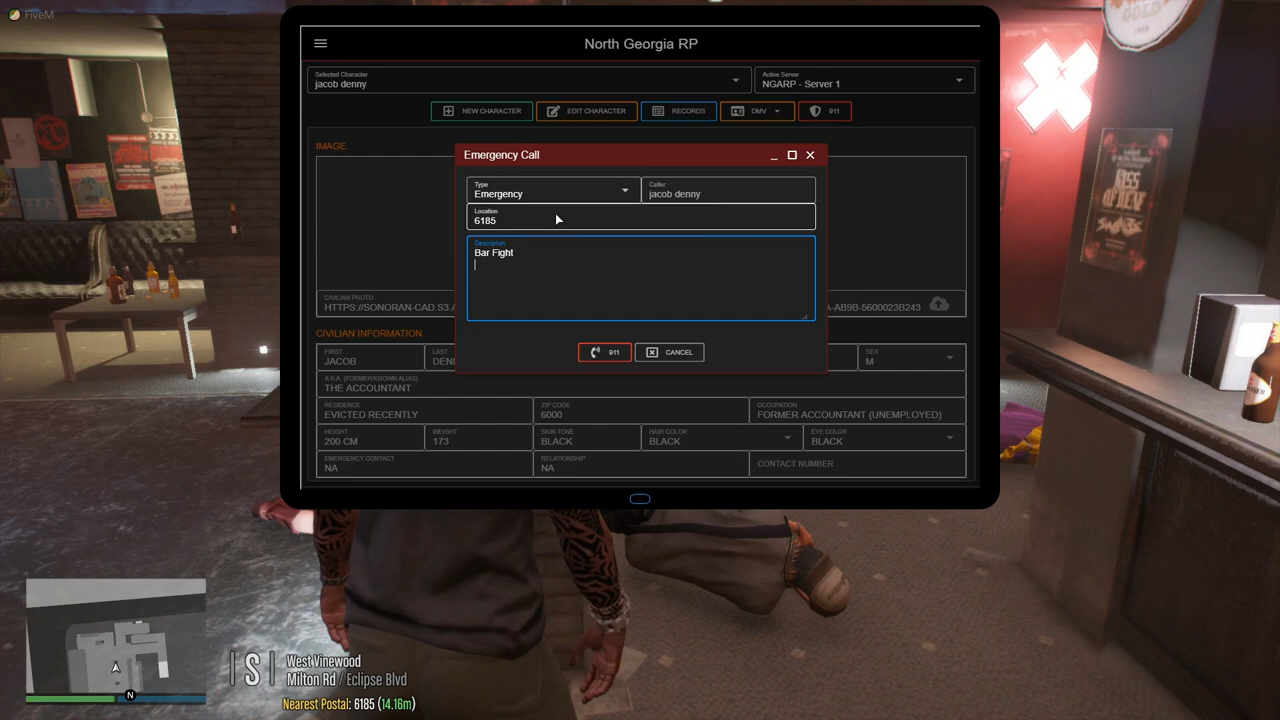 FiveM
North Georgia RP
Selected Character
jacob denny
Active Server
NGARP - Server 1
NEW CHARACTER
EDIT CHARACTER
RECORDS
DMV
911
IMAGE
Emergency Call
Type
Emergency
Caller
jacob denny
Location
6185
Description
Bar Fight
911
CANCEL
CIVILIAN PHOTO
HTTPS://SONORAN-CAD.S3.
A-AB9B-5600023B243
CIVILIAN INFORMATION
FIRST
JACOB
LAST
DEN
SEX
M
A.K.A. (FORMER/KNOWN ALIAS)
THE ACCOUNTANT
RESIDENCE
EVICTED RECENTLY
ZIP CODE
6000
OCCUPATION
FORMER ACCOUNTANT (UNEMPLOYED)
HEIGHT
200 CM
WEIGHT
173
SKIN TONE
BLACK
HAIR COLOR
BLACK
EYE COLOR
BLACK
EMERGENCY CONTACT
NA
RELATIONSHIP
NA
CONTACT NUMBER
GOLD
KISS
OF DEAF
N
| S |
West Vinewood
Milton Rd / Eclipse Blvd
Nearest Postal: 6185 (14.16m)